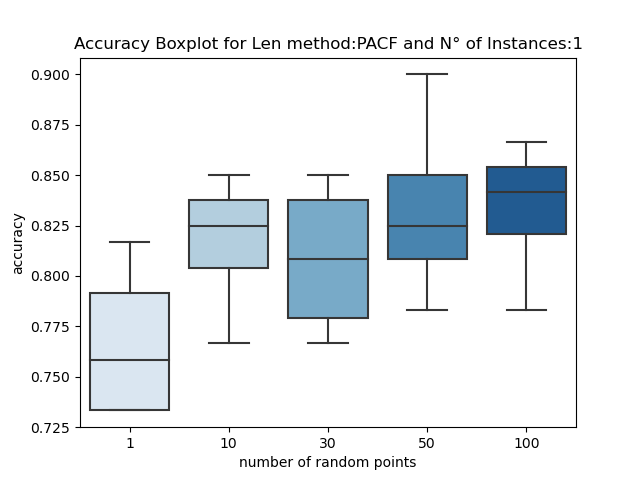 Accuracy Boxplot for Len method:PACF and N° of Instances:1
0.900
0.875
0.850
0.825
0.800
0.775
0.750
0.725
accuracy
1 10 30 50 100
number of random points